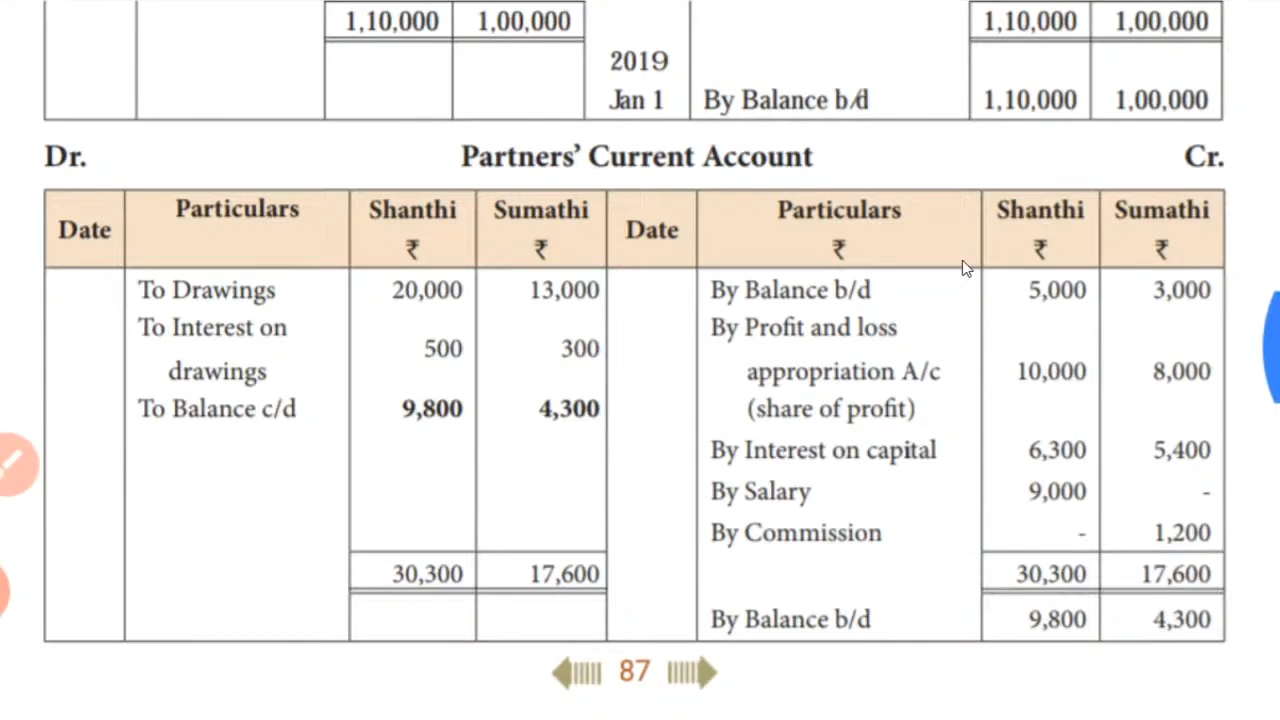 1,10,000 1,00,000 1,10,000 1,00,000
2019
Jan 1 By Balance b/d 1,10,000 1,00,000
Dr. Partners’ Current Account Cr.
Date Particulars Shanthi Sumathi Date Particulars Shanthi Sumathi
₹ ₹ ₹ ₹ ₹
To Drawings 20,000 13,000 By Balance b/d 5,000 3,000
To Interest on By Profit and loss
500 300
drawings appropriation A/c 10,000 8,000
To Balance c/d 9,800 4,300 (share of profit)
By Interest on capital 6,300 5,400
By Salary 9,000 -
By Commission - 1,200
30,300 17,600 30,300 17,600
By Balance b/d 9,800 4,300
87